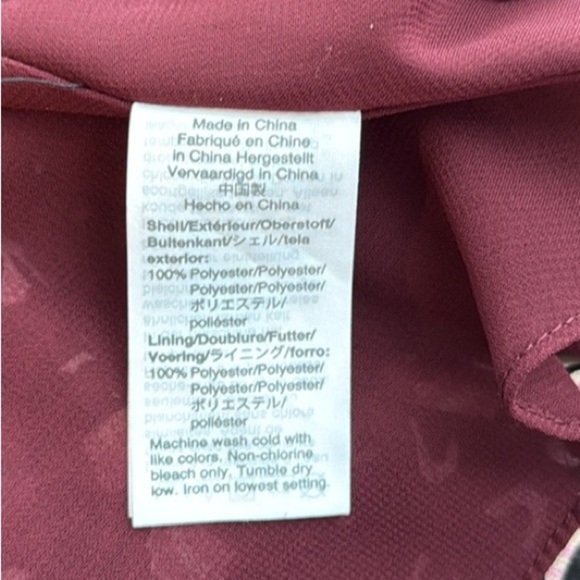 Made in China
Fabriqué en Chine
in China Hergestellt
Vervaardigd in China
中国製
Hecho en China
Shell/Extérieur/Oberstoff/
Buitenkant/シェル/tela
exterior:
100% Polyester/Polyester/
Polyester/Polyester/
ポリエステル/
poliéster
Lining/Doublure/Futter/
Voering/ライニング/forro:
100% Polyester/Polyester/
Polyester/Polyester/
ポリエステル/
poliéster
Machine wash cold with
like colors. Non-chlorine
bleach only. Tumble dry
low. Iron on lowest setting.